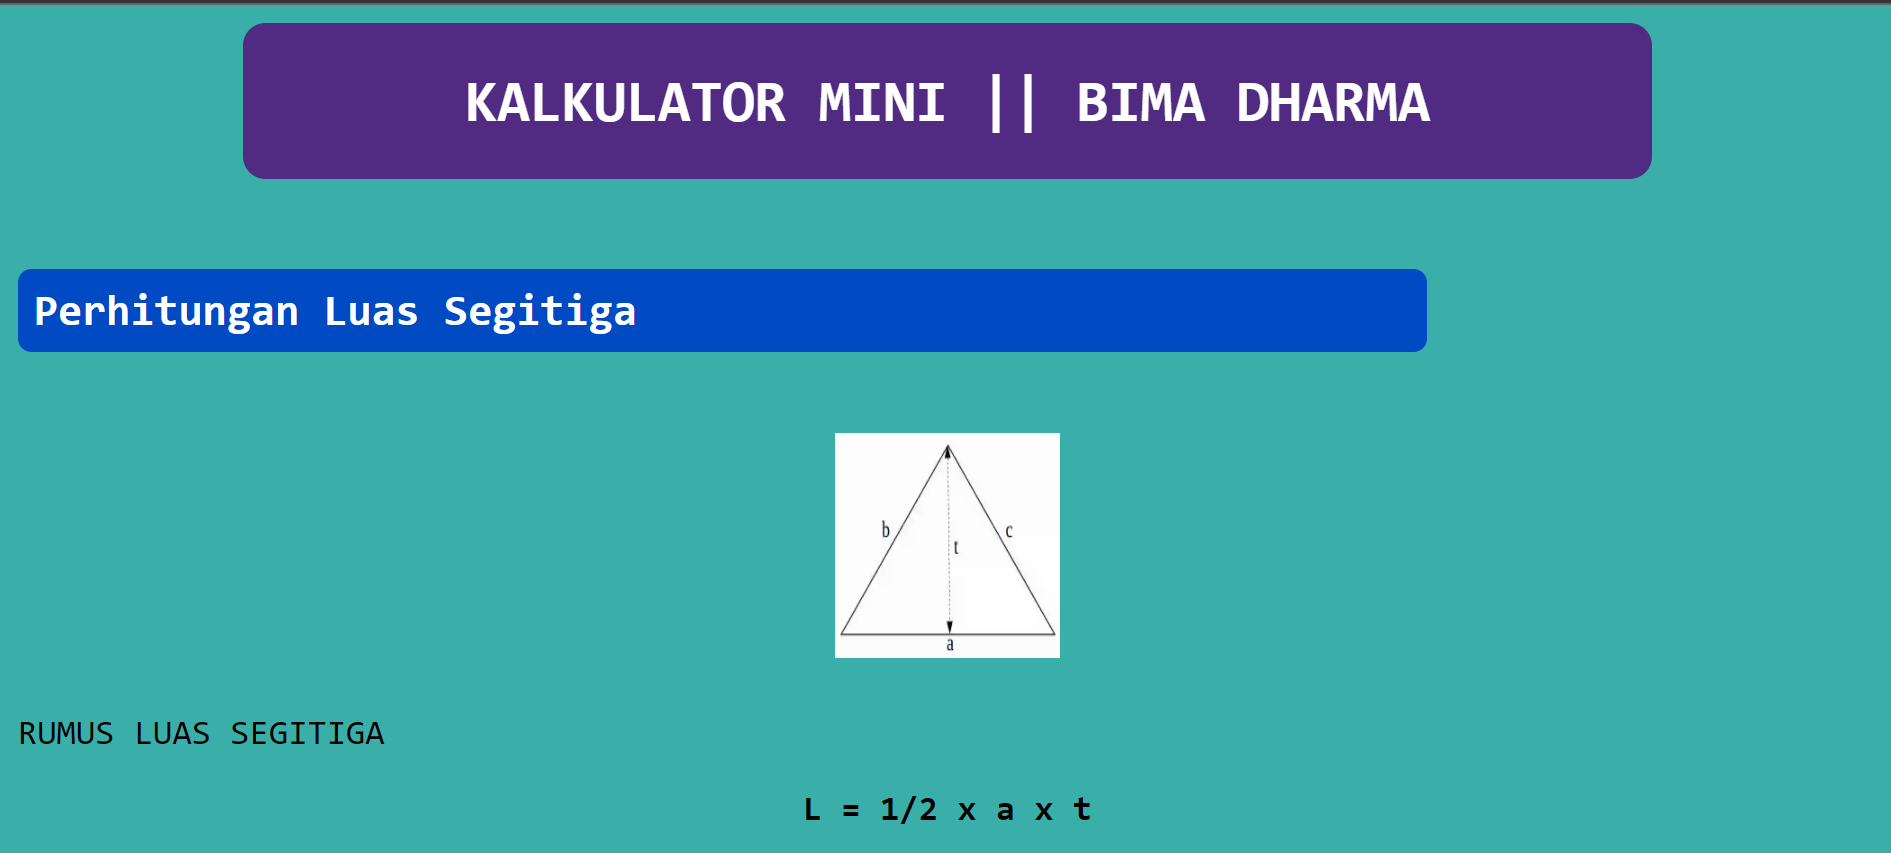 KALKULATOR MINI || BIMA DHARMA
Perhitungan Luas Segitiga
b
c
t
a
RUMUS LUAS SEGITIGA
L = 1/2 x a x t